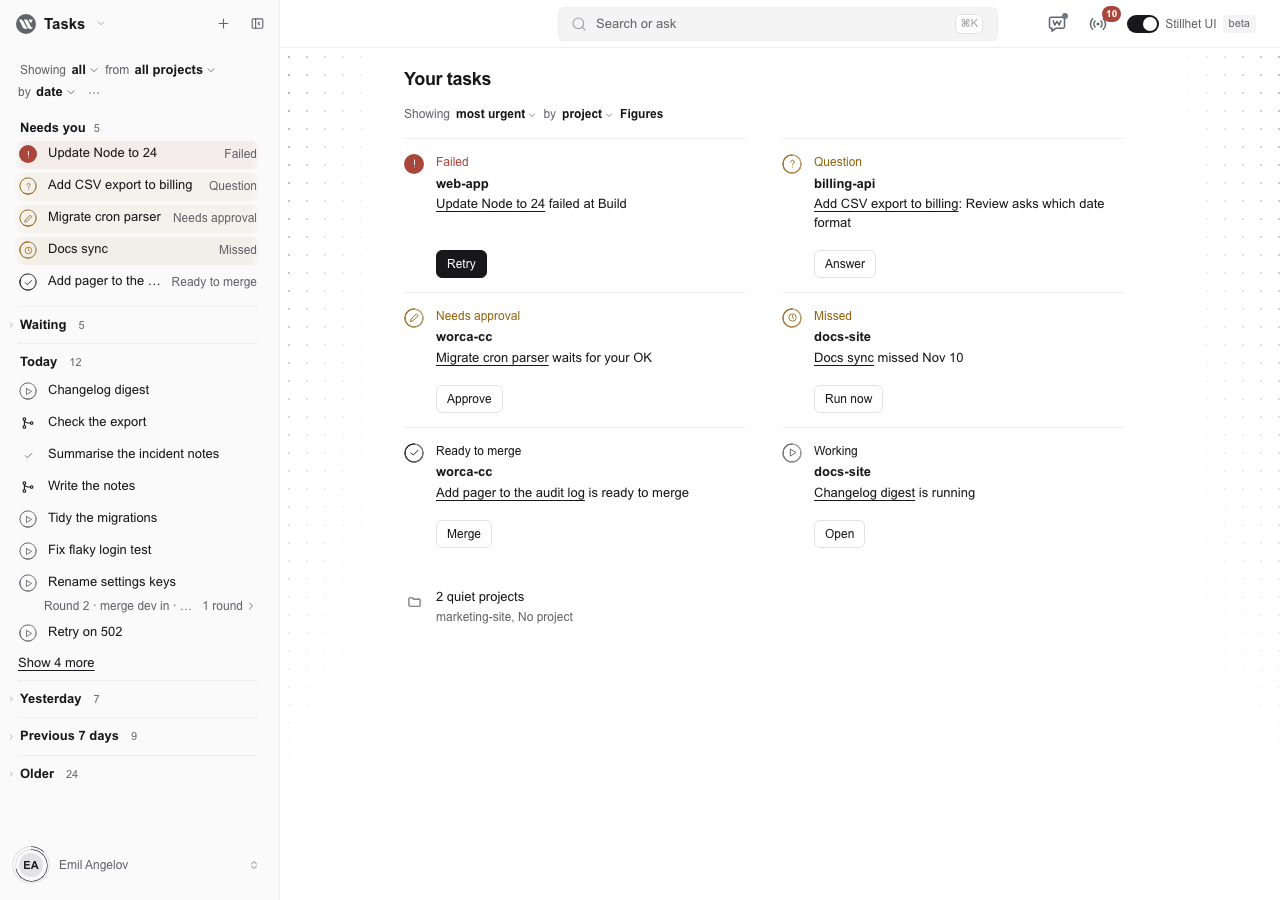 Tasks
Search or ask
⌘K
10
Stillhet UI
beta
Showing all from all projects
by date ...
Needs you 5
Update Node to 24 Failed
Add CSV export to billing Question
Migrate cron parser Needs approval
Docs sync Missed
Add pager to the … Ready to merge
Waiting 5
Today 12
Changelog digest
Check the export
Summarise the incident notes
Write the notes
Tidy the migrations
Fix flaky login test
Rename settings keys
Round 2 · merge dev in · … 1 round
Retry on 502
Show 4 more
Yesterday 7
Previous 7 days 9
Older 24
EA
Emil Angelov
Your tasks
Showing most urgent by project Figures
Failed
web-app
Update Node to 24 failed at Build
Retry
Question
billing-api
Add CSV export to billing: Review asks which date
format
Answer
Needs approval
worca-cc
Migrate cron parser waits for your OK
Approve
Missed
docs-site
Docs sync missed Nov 10
Run now
Ready to merge
worca-cc
Add pager to the audit log is ready to merge
Merge
Working
docs-site
Changelog digest is running
Open
2 quiet projects
marketing-site, No project